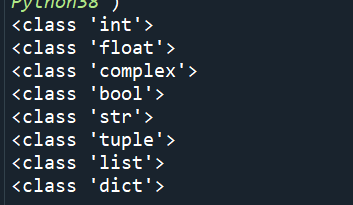 Python38')
<class 'int'>
<class 'float'>
<class 'complex'>
<class 'bool'>
<class 'str'>
<class 'tuple'>
<class 'list'>
<class 'dict'>